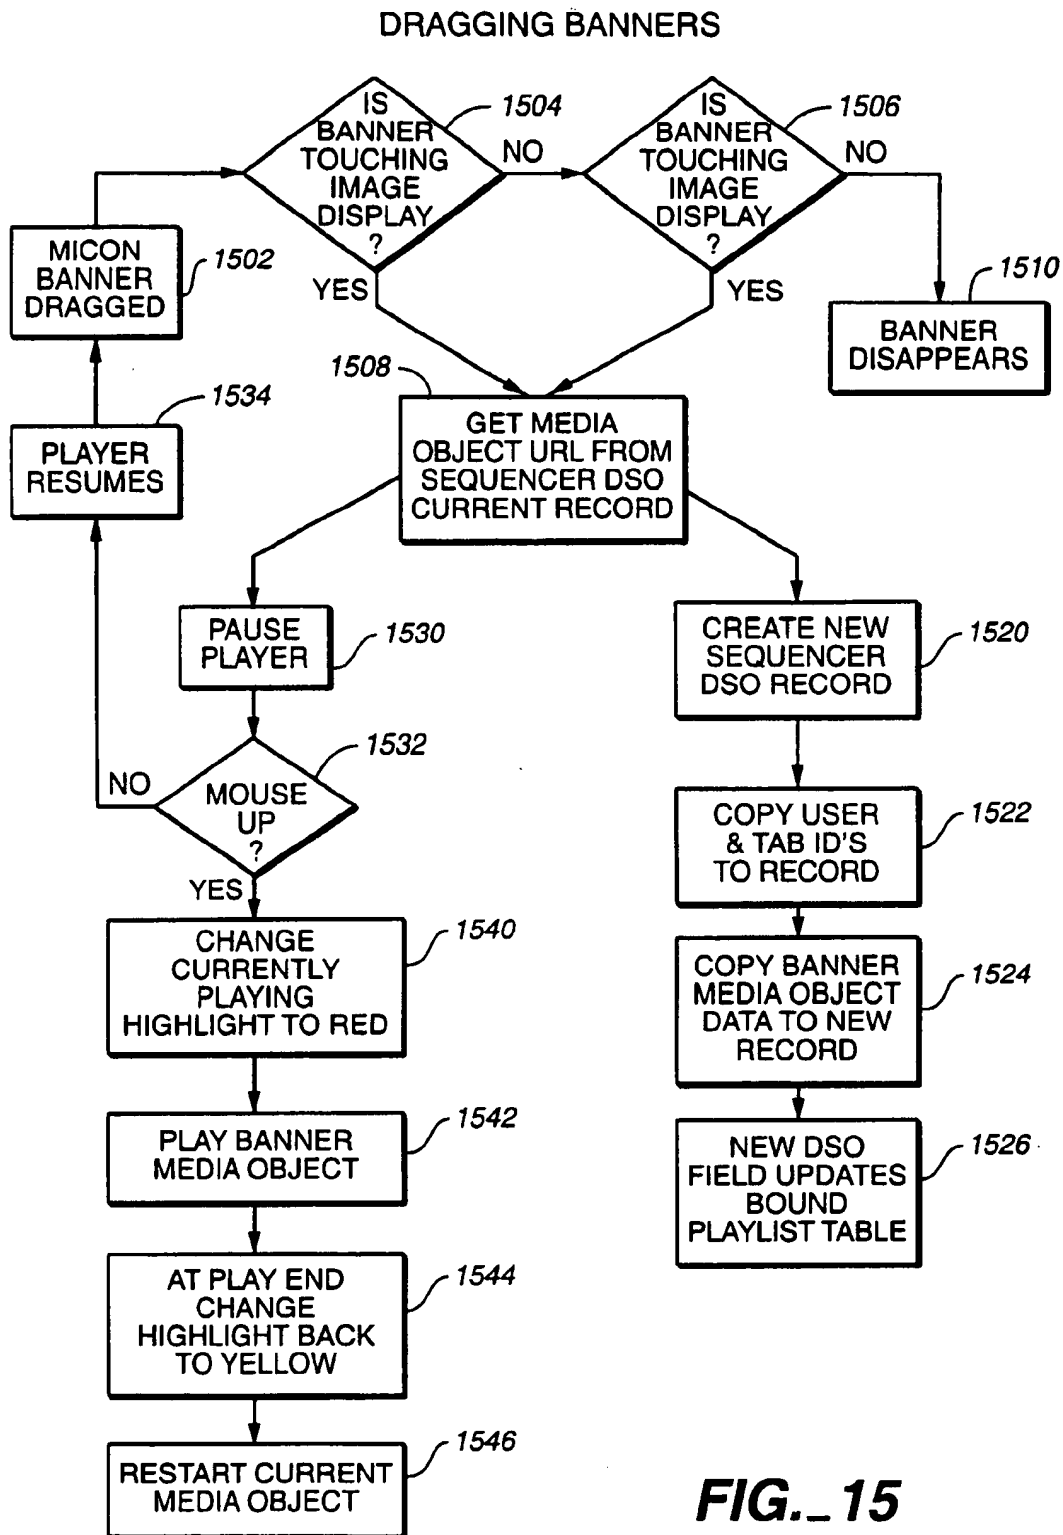 DRAGGING BANNERS
IS
BANNER
TOUCHING
IMAGE
DISPLAY
?
1504
NO
YES
IS
BANNER
TOUCHING
IMAGE
DISPLAY
?
1506
NO
YES
MICON
BANNER
DRAGGED
1502
BANNER
DISAPPEARS
1510
1508
GET MEDIA
OBJECT URL FROM
SEQUENCER DSO
CURRENT RECORD
PLAYER
RESUMES
1534
PAUSE
PLAYER
1530
MOUSE
UP
?
1532
NO
YES
CHANGE
CURRENTLY
PLAYING
HIGHLIGHT TO RED
1540
PLAY BANNER
MEDIA OBJECT
1542
AT PLAY END
CHANGE
HIGHLIGHT BACK
TO YELLOW
1544
RESTART CURRENT
MEDIA OBJECT
1546
CREATE NEW
SEQUENCER
DSO RECORD
1520
COPY USER
& TAB ID'S
TO RECORD
1522
COPY BANNER
MEDIA OBJECT
DATA TO NEW
RECORD
1524
NEW DSO
FIELD UPDATES
BOUND
PLAYLIST TABLE
1526
FIG._15